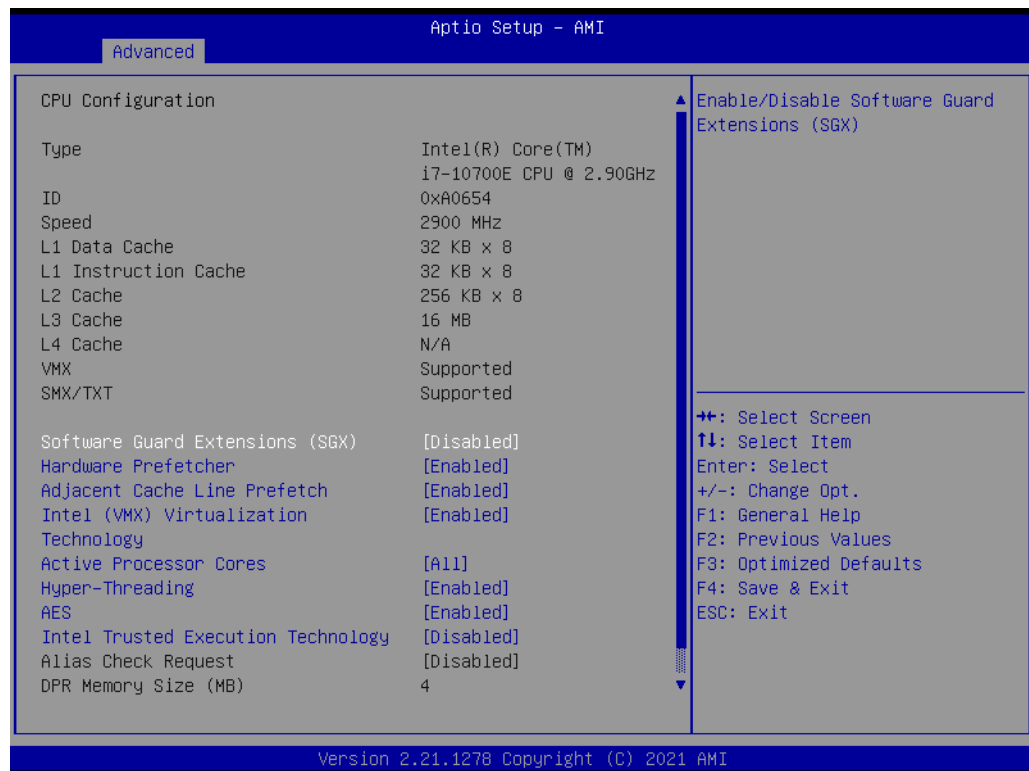 Aptio Setup – AMI
Advanced
CPU Configuration
Type Intel(R) Core(TM)
i7-10700E CPU @ 2.90GHz
ID 0xA0654
Speed 2900 MHz
L1 Data Cache 32 KB x 8
L1 Instruction Cache 32 KB x 8
L2 Cache 256 KB x 8
L3 Cache 16 MB
L4 Cache N/A
VMX Supported
SMX/TXT Supported
Software Guard Extensions (SGX) [Disabled]
Hardware Prefetcher [Enabled]
Adjacent Cache Line Prefetch [Enabled]
Intel (VMX) Virtualization [Enabled]
Technology
Active Processor Cores [All]
Hyper-Threading [Enabled]
AES [Enabled]
Intel Trusted Execution Technology [Disabled]
Alias Check Request [Disabled]
DPR Memory Size (MB) 4
Enable/Disable Software Guard
Extensions (SGX)
→←: Select Screen
↑↓: Select Item
Enter: Select
+/-: Change Opt.
F1: General Help
F2: Previous Values
F3: Optimized Defaults
F4: Save & Exit
ESC: Exit
Version 2.21.1278 Copyright (C) 2021 AMI